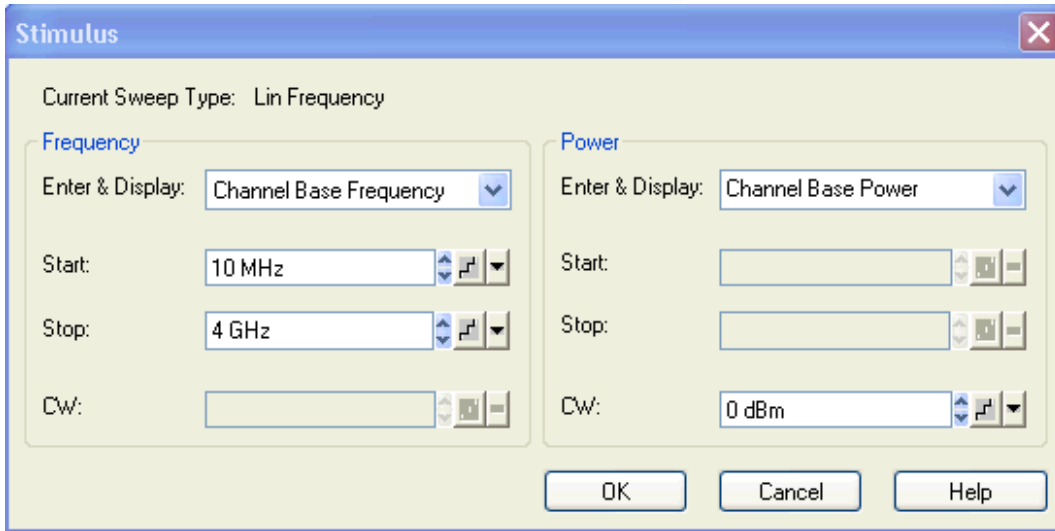 Stimulus
Current Sweep Type: Lin Frequency
Frequency
Enter & Display: Channel Base Frequency
Start: 10 MHz
Stop: 4 GHz
CW:
Power
Enter & Display: Channel Base Power
Start:
Stop:
CW: 0 dBm
OK Cancel Help